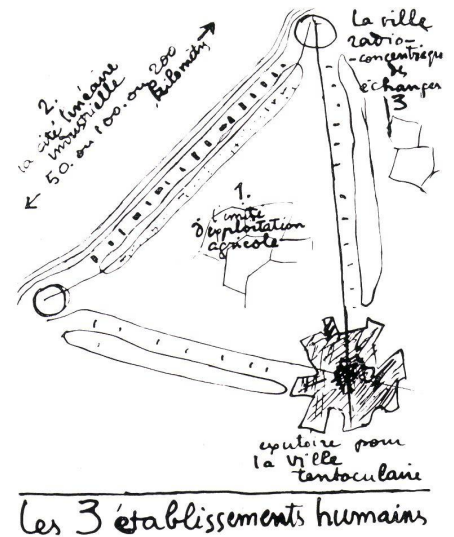 La ville
radio-
-concentrique
des
échanges
3
2.
la cité linéaire
industrielle
50. ou 100. ou 200
kilomètres
1.
l'unité
d'exploitation
agricole
exutoire pour
la ville
tentaculaire
Les 3 établissements humains